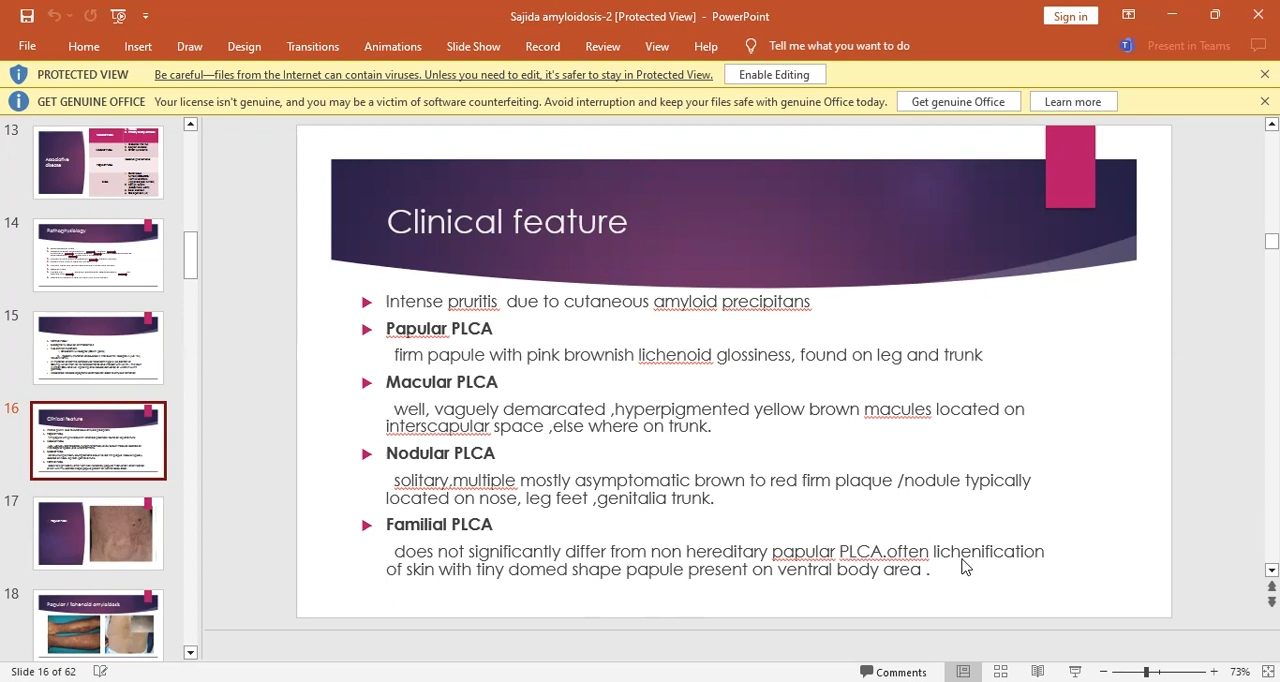 Sajida amyloidosis-2 [Protected View] - PowerPoint
Sign in
File Home Insert Draw Design Transitions Animations Slide Show Record Review View Help Tell me what you want to do Present in Teams
PROTECTED VIEW Be careful—files from the Internet can contain viruses. Unless you need to edit, it's safer to stay in Protected View. Enable Editing
GET GENUINE OFFICE Your license isn't genuine, and you may be a victim of software counterfeiting. Avoid interruption and keep your files safe with genuine Office today. Get genuine Office Learn more
13
Associative
disease
14
Pathophysiology
15
16
Clinical feature
17
18
Papular / lichenoid amyloidosis
Clinical feature
Intense pruritis due to cutaneous amyloid precipitans
Papular PLCA
firm papule with pink brownish lichenoid glossiness, found on leg and trunk
Macular PLCA
well, vaguely demarcated ,hyperpigmented yellow brown macules located on
interscapular space ,else where on trunk.
Nodular PLCA
solitary,multiple mostly asymptomatic brown to red firm plaque /nodule typically
located on nose, leg feet ,genitalia trunk.
Familial PLCA
does not significantly differ from non hereditary papular PLCA.often lichenification
of skin with tiny domed shape papule present on ventral body area .
Slide 16 of 62
Comments
73%